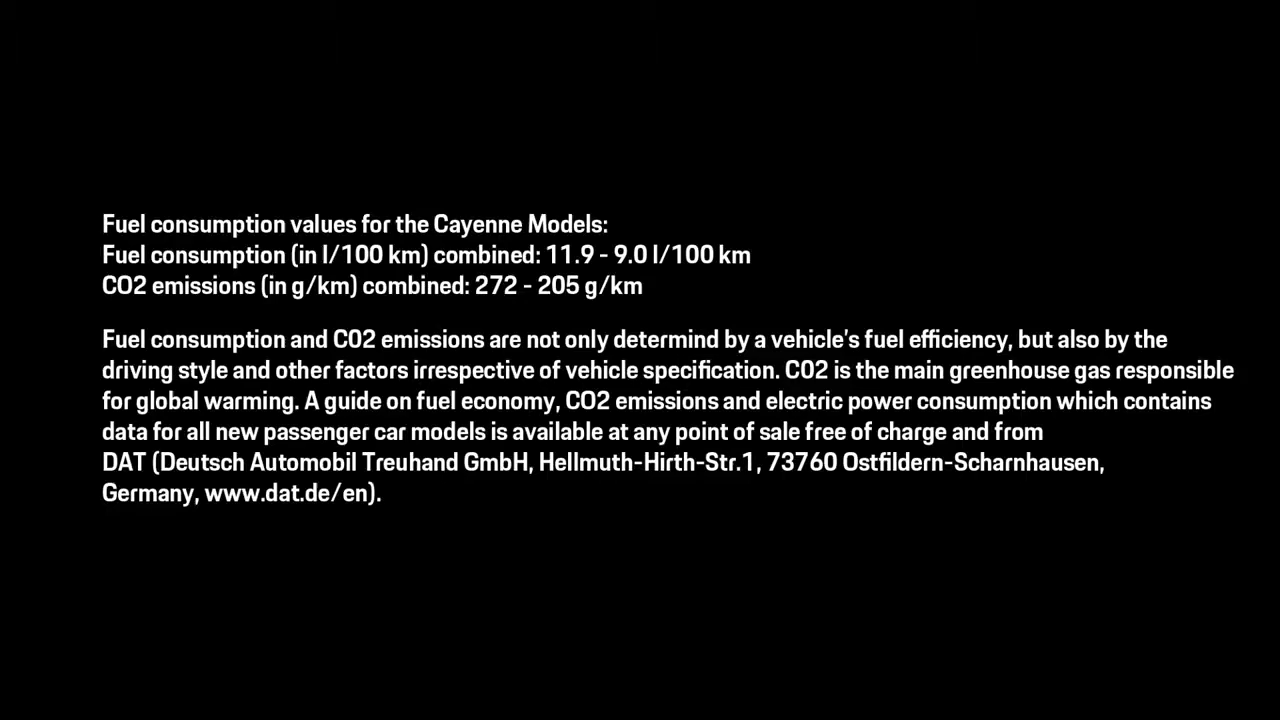 Fuel consumption values for the Cayenne Models:
Fuel consumption (in l/100 km) combined: 11.9 - 9.0 l/100 km
CO2 emissions (in g/km) combined: 272 - 205 g/km
Fuel consumption and CO2 emissions are not only determind by a vehicle's fuel efficiency, but also by the
driving style and other factors irrespective of vehicle specification. CO2 is the main greenhouse gas responsible
for global warming. A guide on fuel economy, CO2 emissions and electric power consumption which contains
data for all new passenger car models is available at any point of sale free of charge and from
DAT (Deutsch Automobil Treuhand GmbH, Hellmuth-Hirth-Str.1, 73760 Ostfildern-Scharnhausen,
Germany, www.dat.de/en).